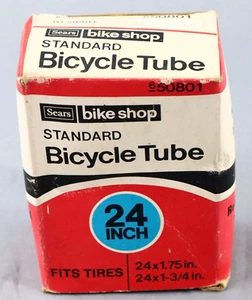 Sears bike shop
STANDARD
Bicycle Tube
650801
Sears bike shop
STANDARD
Bicycle Tube
24
INCH
FITS TIRES
24x1.75 in.
24x1-3/4 in.